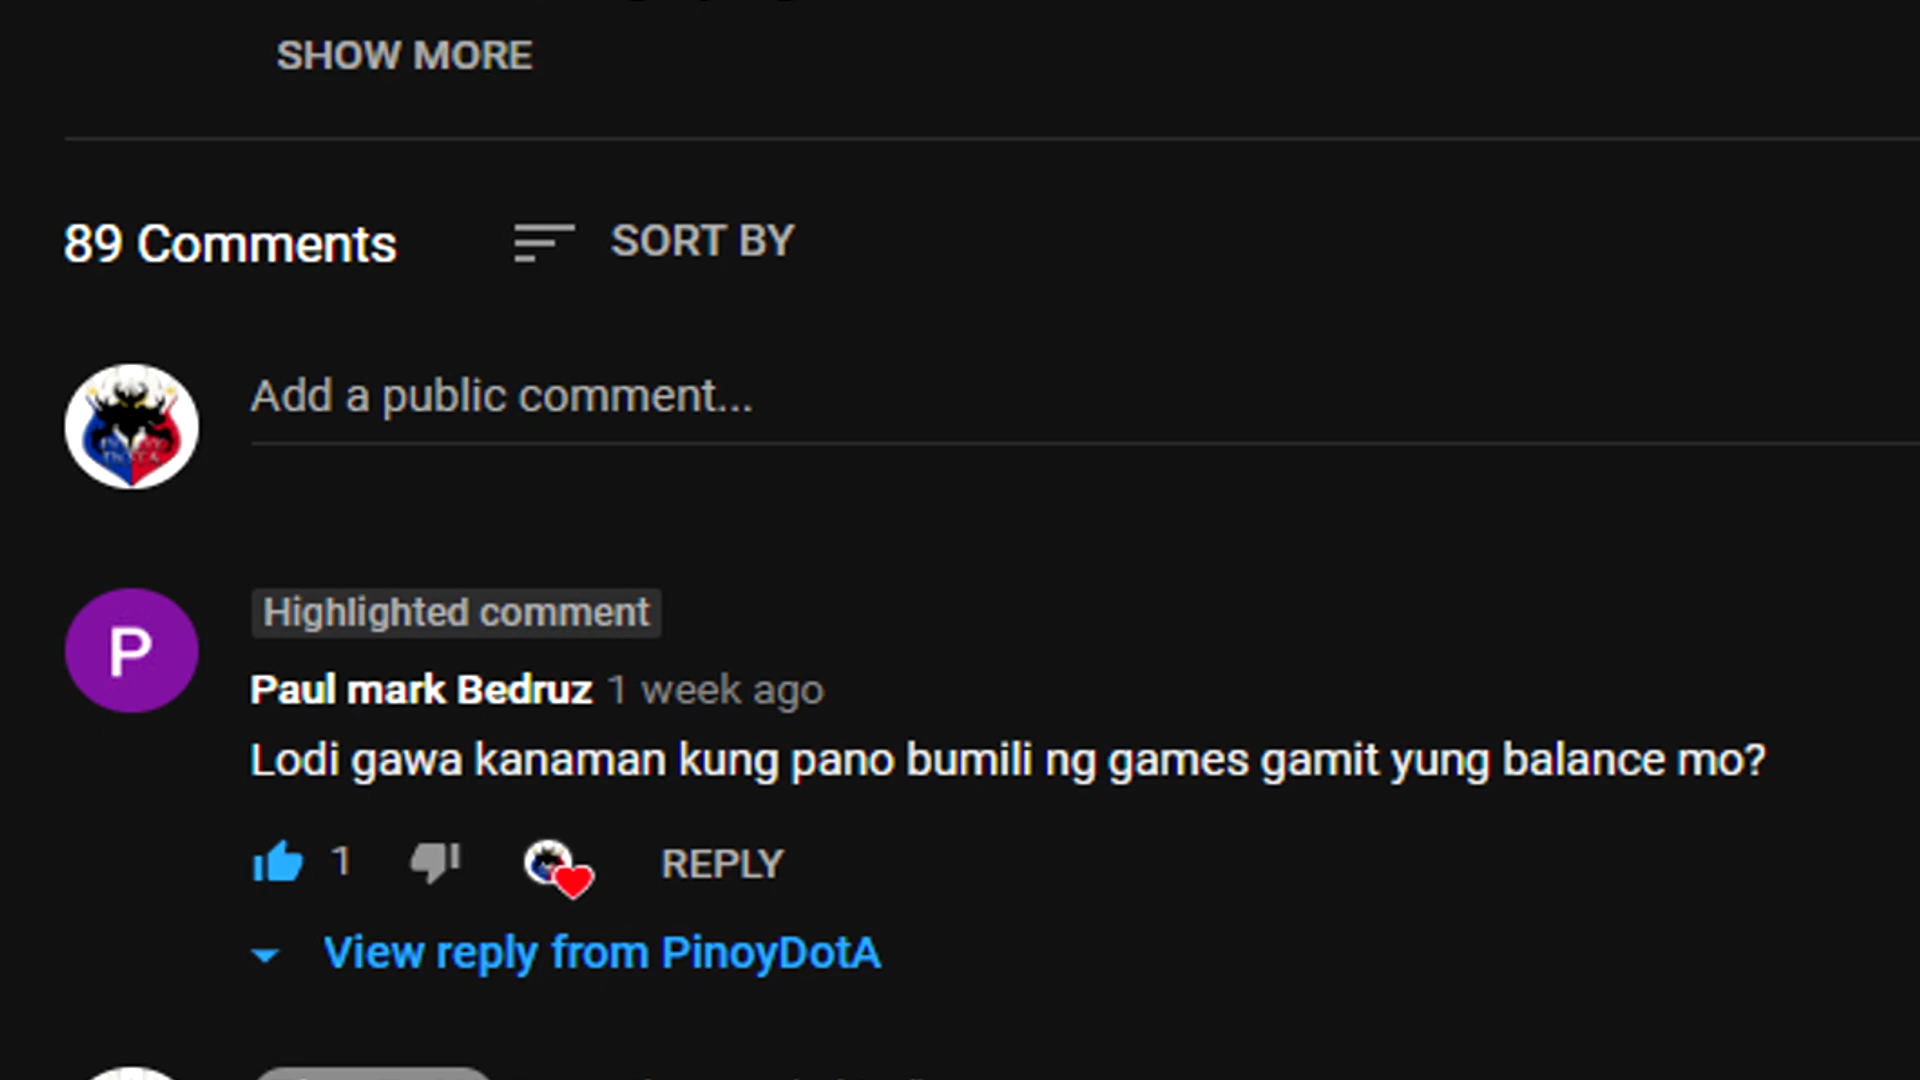 SHOW MORE
89 Comments
SORT BY
Add a public comment...
P
Highlighted comment
Paul mark Bedruz 1 week ago
Lodi gawa kanaman kung pano bumili ng games gamit yung balance mo?
1
REPLY
View reply from PinoyDotA